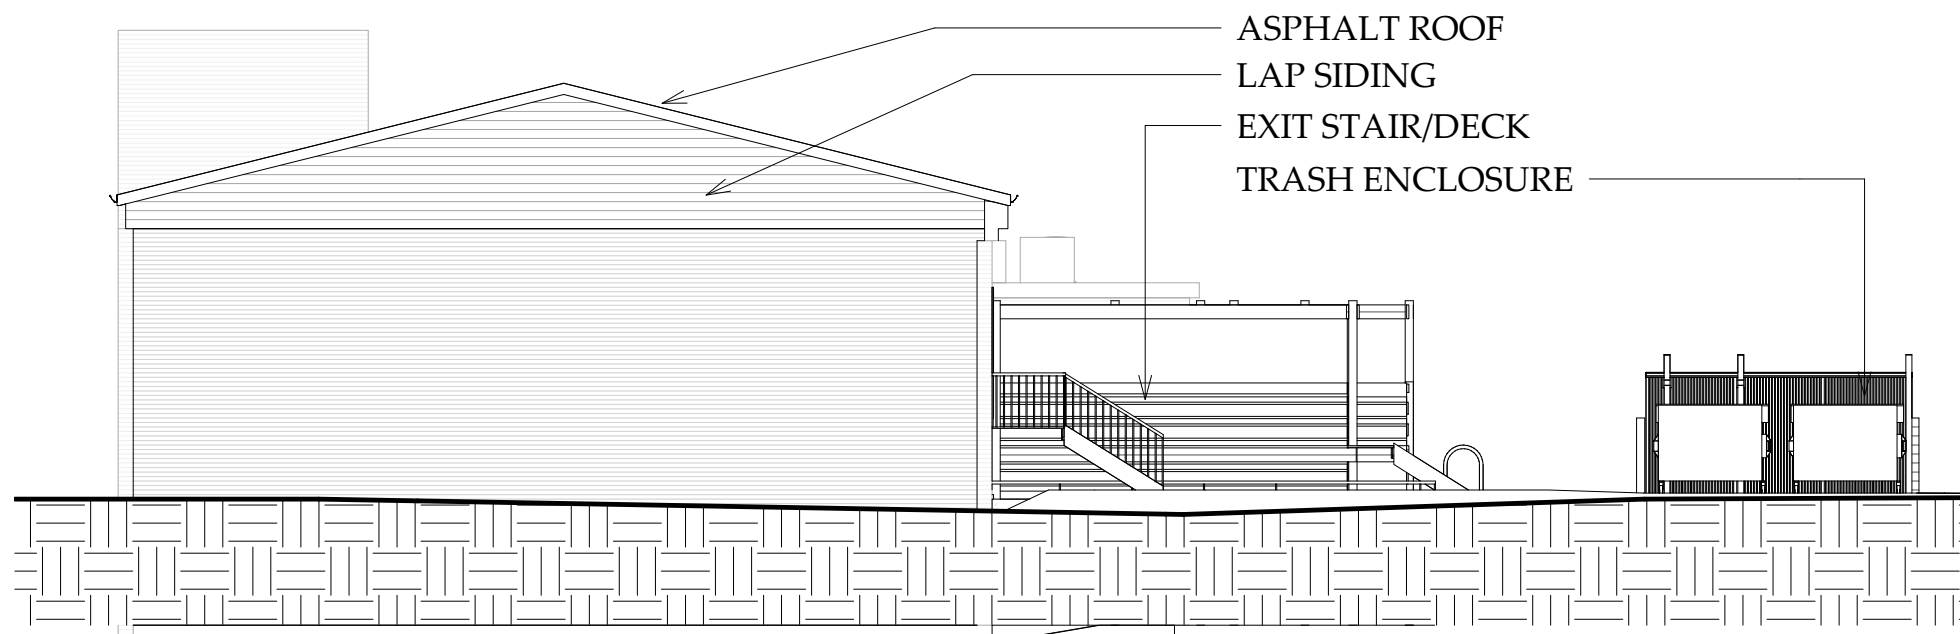 ASPHALT ROOF
LAP SIDING
EXIT STAIR/DECK
TRASH ENCLOSURE